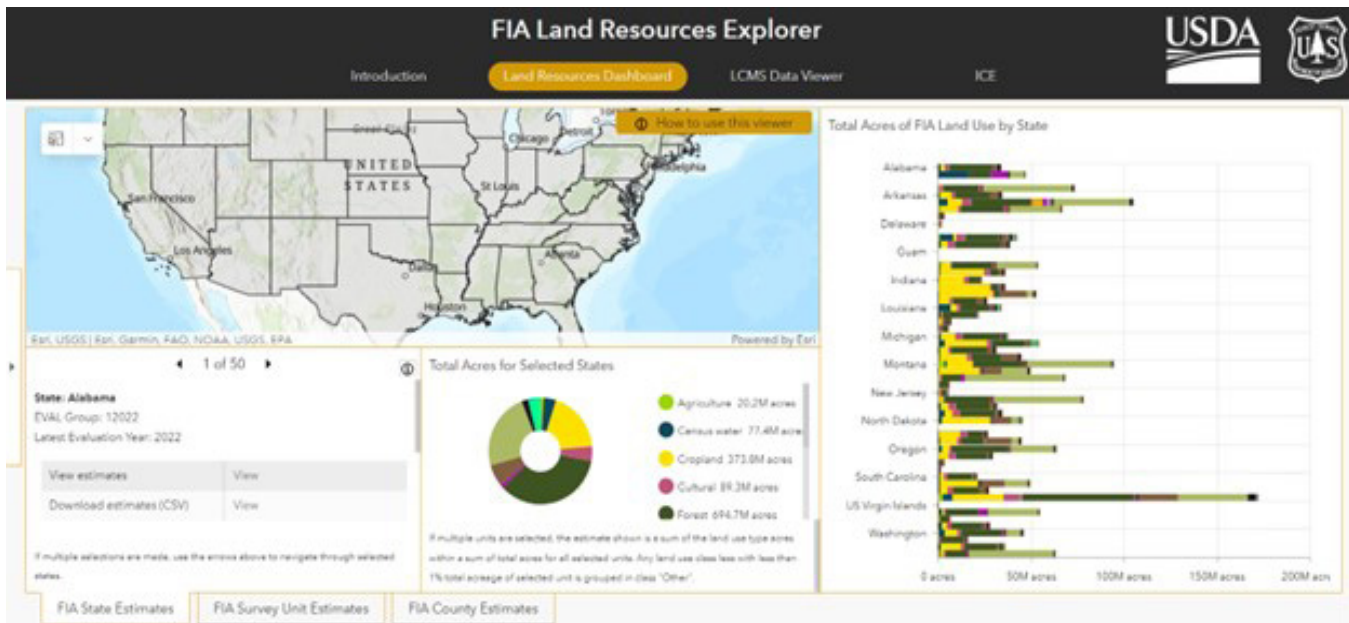 FIA Land Resources Explorer
USDA
UAS
Introduction
Land Resources Dashboard
LCMS Data Viewer
ICE
How to use this viewer
Chicago
Detroit
Philadelphia
UNITED
STATES
St Louis
San Francisco
Los Angeles
Atlanta
Dallas
Houston
Esri, USGS | Esri, Garmin, FAO, NOAA, USGS, EPA
Powered by Esri
1 of 50
State: Alabama
EVAL Group: 12022
Latest Evaluation Year: 2022
View estimates View
Download estimates (CSV) View
If multiple selections are made, use the arrows above to navigate through selected
states.
Total Acres for Selected States
Agriculture 20.2M acres
Census water 77.4M acre
Cropland 373.8M acres
Cultural 89.3M acres
Forest 694.7M acres
If multiple units are selected, the estimate shown is a sum of the land use type acres
within a sum of total acres for all selected units. Any land use class less with less than
1% total acreage of selected unit is grouped in class "Other".
Total Acres of FIA Land Use by State
Alabama
Arkansas
Delaware
Guam
Indiana
Louisiana
Michigan
Montana
New Jersey
North Dakota
Oregon
South Carolina
US Virgin Islands
Washington
0 acres 50M acres 100M acres 150M acres 200M acre
FIA State Estimates
FIA Survey Unit Estimates
FIA County Estimates